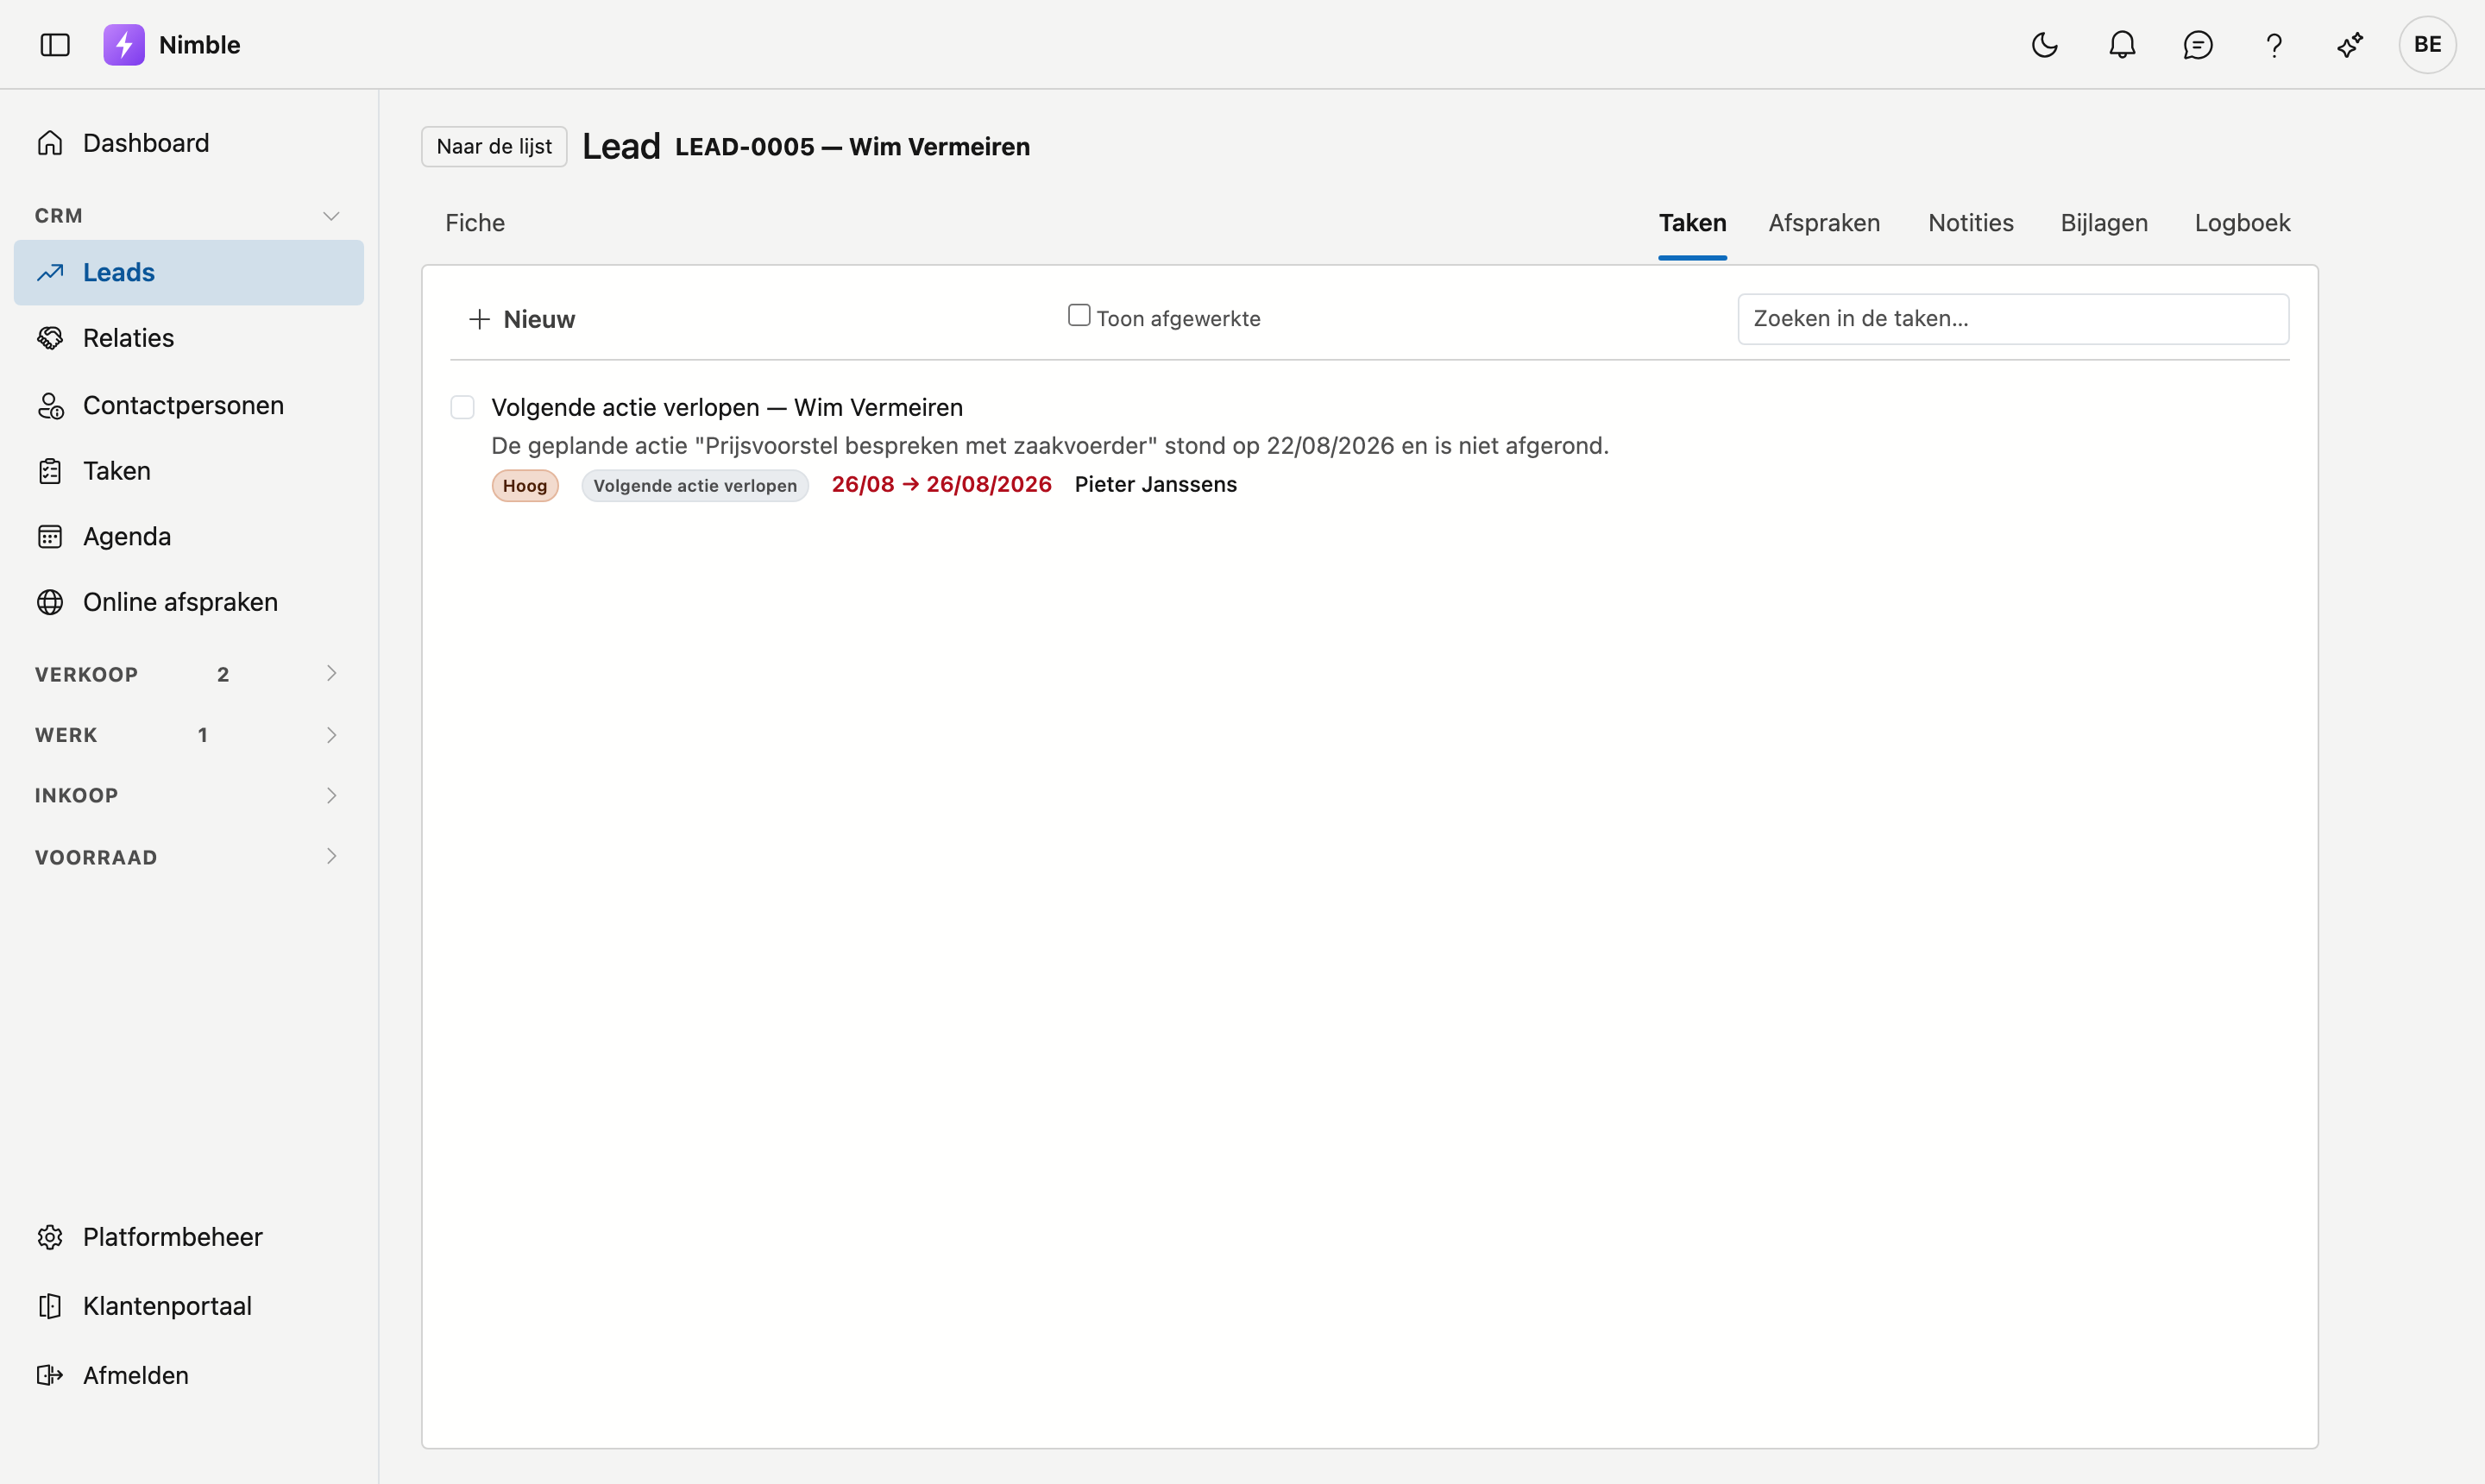 Nimble
BE
Dashboard
CRM
Leads
Relaties
Contactpersonen
Taken
Agenda
Online afspraken
VERKOOP 2
WERK 1
INKOOP
VOORRAAD
Platformbeheer
Klantenportaal
Afmelden
Naar de lijst Lead LEAD-0005 — Wim Vermeiren
Fiche Taken Afspraken Notities Bijlagen Logboek
Nieuw Toon afgewerkte Zoeken in de taken...
Volgende actie verlopen — Wim Vermeiren
De geplande actie "Prijsvoorstel bespreken met zaakvoerder" stond op 22/08/2026 en is niet afgerond.
Hoog Volgende actie verlopen 26/08 → 26/08/2026 Pieter Janssens